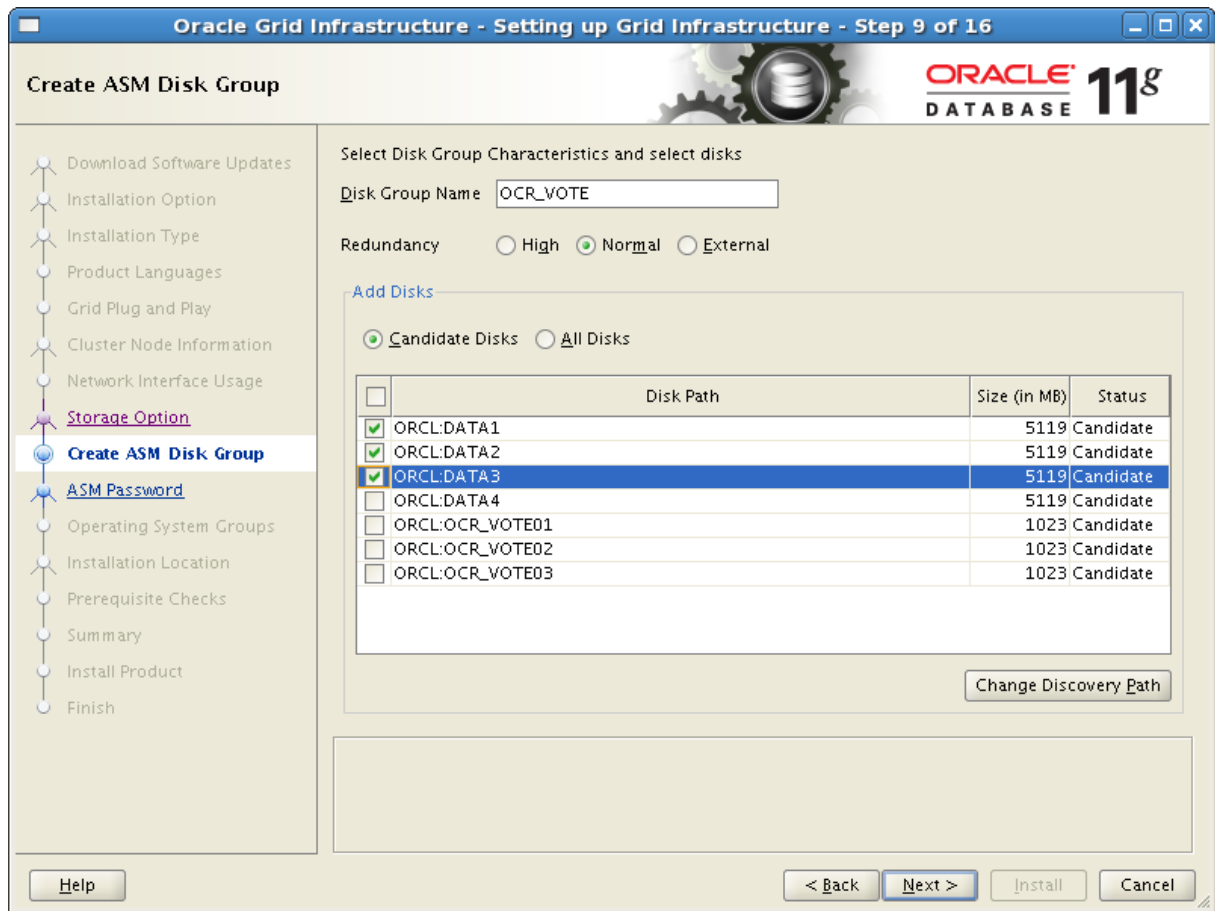 Oracle Grid Infrastructure - Setting up Grid Infrastructure - Step 9 of 16
Create ASM Disk Group
ORACLE DATABASE 11g
Download Software Updates
Installation Option
Installation Type
Product Languages
Grid Plug and Play
Cluster Node Information
Network Interface Usage
Storage Option
Create ASM Disk Group
ASM Password
Operating System Groups
Installation Location
Prerequisite Checks
Summary
Install Product
Finish
Select Disk Group Characteristics and select disks
Disk Group Name OCR_VOTE
Redundancy High Normal External
Add Disks
Candidate Disks All Disks
Disk Path Size (in MB) Status
ORCL:DATA1 5119 Candidate
ORCL:DATA2 5119 Candidate
ORCL:DATA3 5119 Candidate
ORCL:DATA4 5119 Candidate
ORCL:OCR_VOTE01 1023 Candidate
ORCL:OCR_VOTE02 1023 Candidate
ORCL:OCR_VOTE03 1023 Candidate
Change Discovery Path
Help < Back Next > Install Cancel